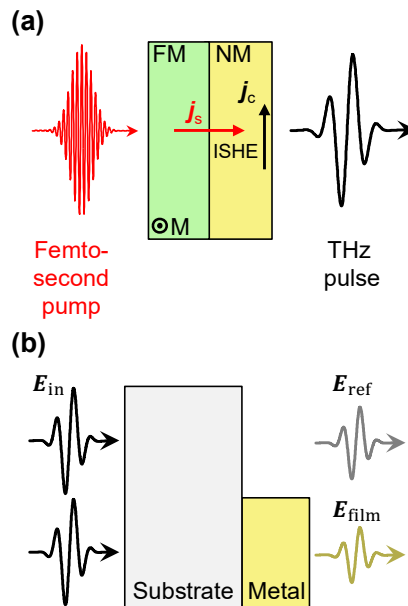 (a)
FM NM
j_c
j_s
ISHE
⊙M
Femto-
second
pump
THz
pulse
(b)
E_in
E_ref
E_film
Substrate Metal